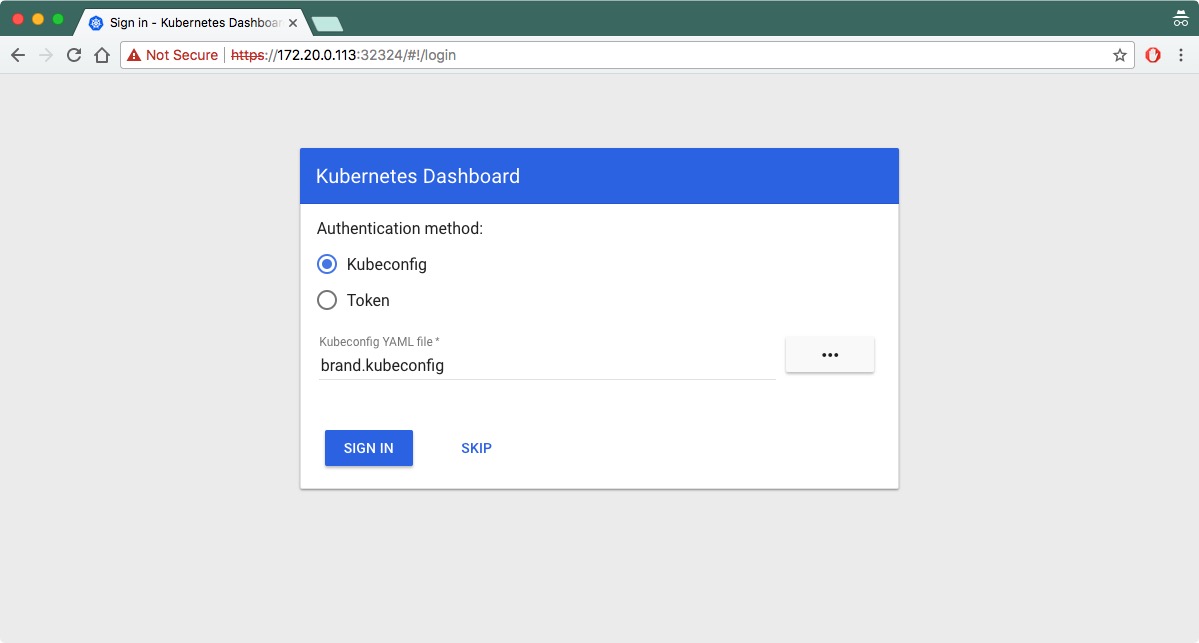 Sign in - Kubernetes Dashboar
Not Secure https://172.20.0.113:32324/#!/login
Kubernetes Dashboard
Authentication method:
Kubeconfig
Token
Kubeconfig YAML file *
brand.kubeconfig
SIGN IN
SKIP